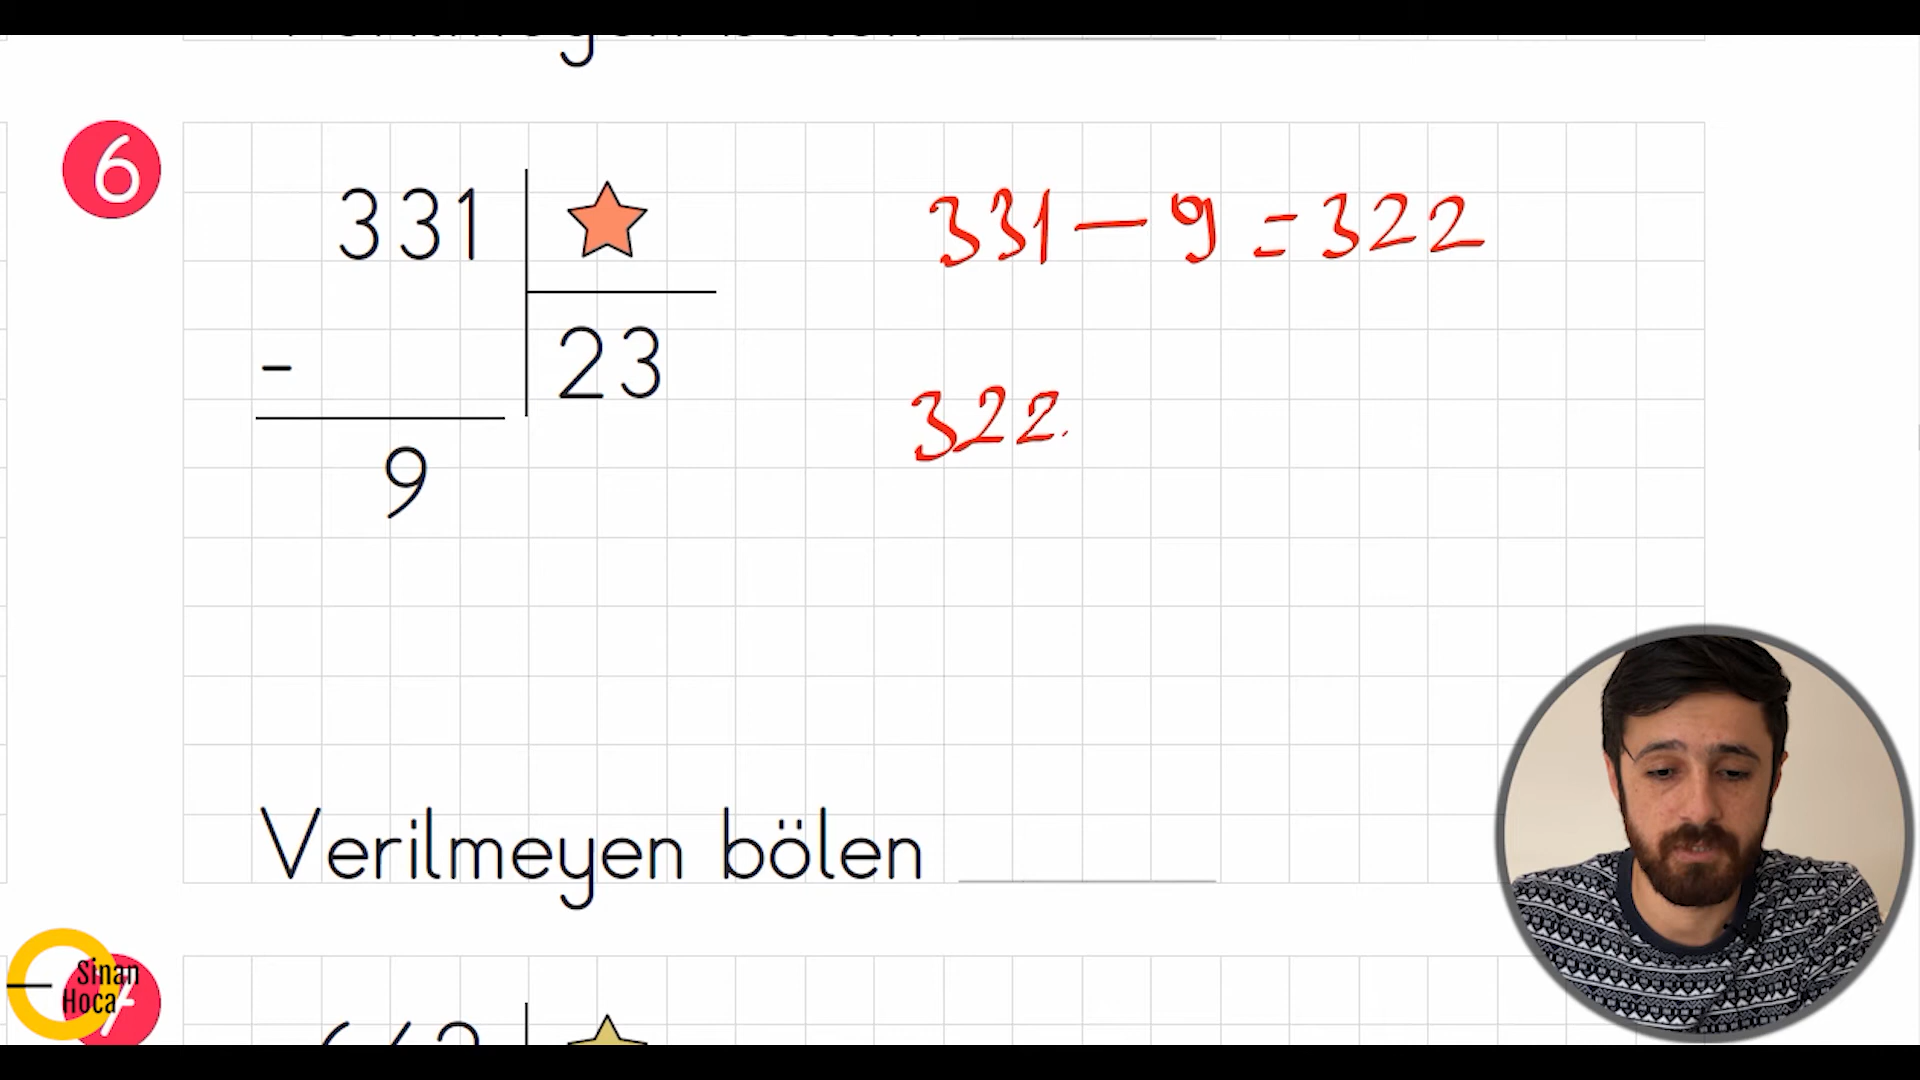 6
331
23
-
9
331 - 9 = 322
322
Verilmeyen bölen
Sinan
Hoca